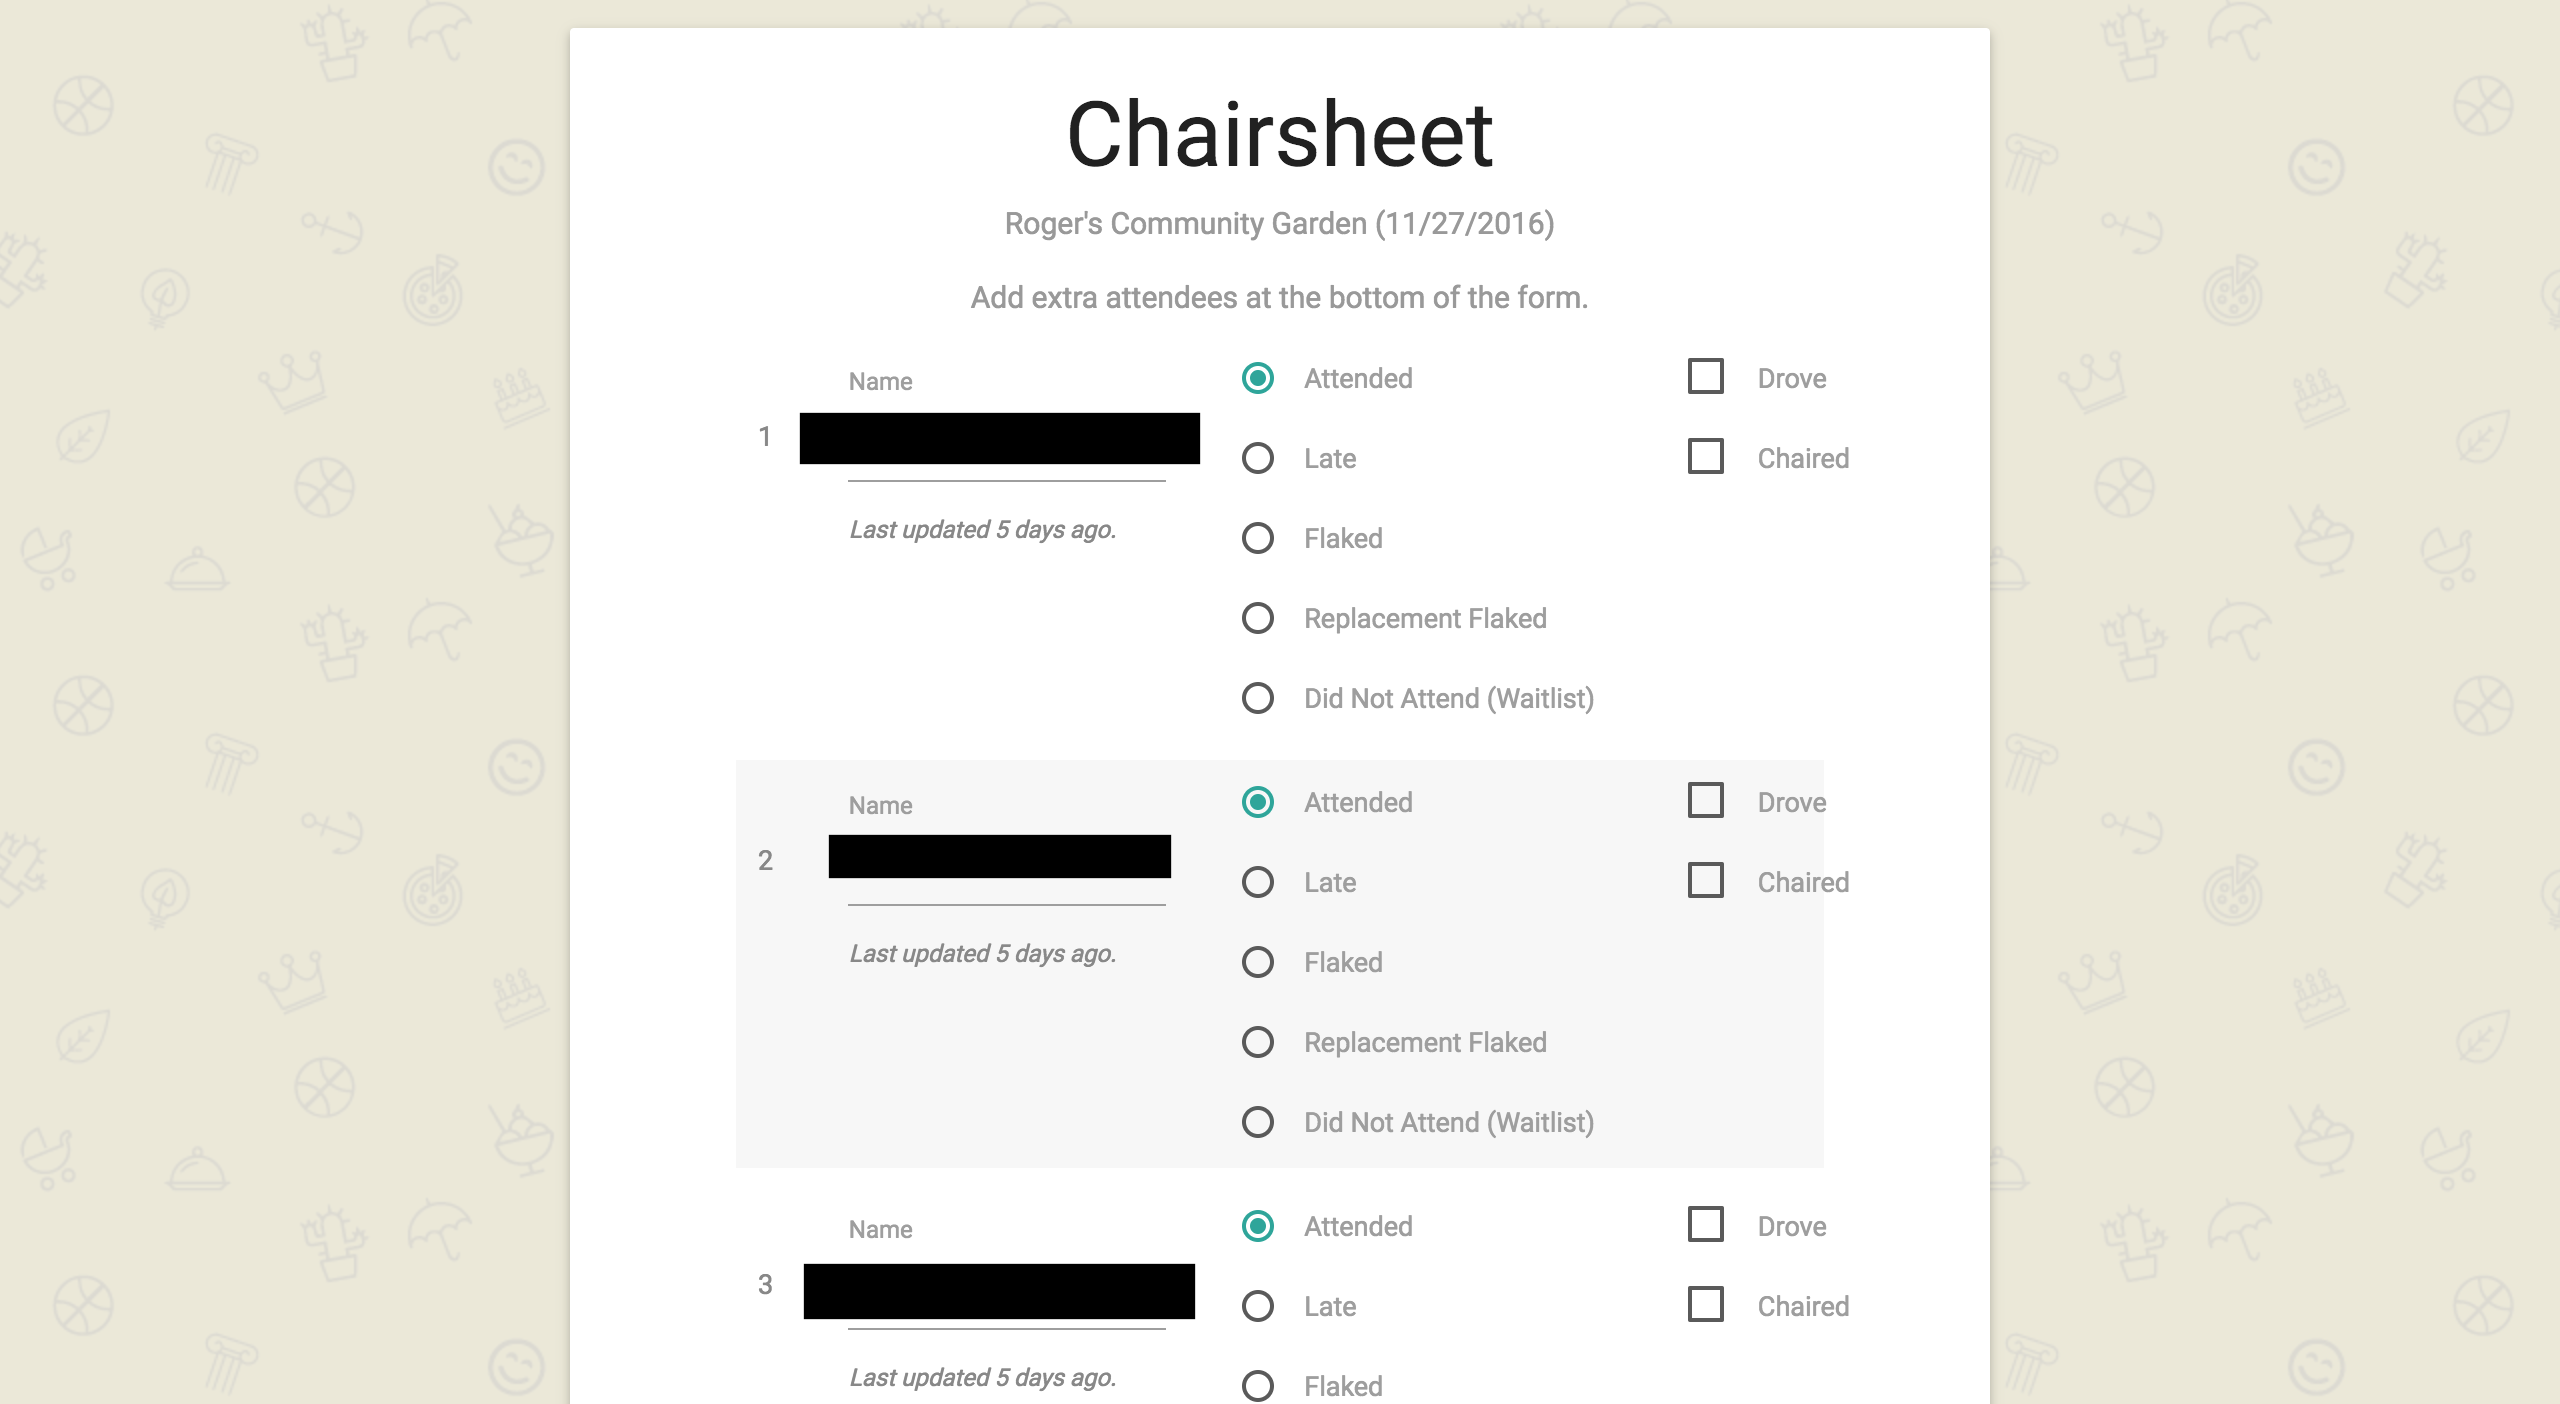 Chairsheet
Roger's Community Garden (11/27/2016)
Add extra attendees at the bottom of the form.
Name
1
Last updated 5 days ago.
Attended
Late
Flaked
Replacement Flaked
Did Not Attend (Waitlist)
Drove
Chaired
Name
2
Last updated 5 days ago.
Attended
Late
Flaked
Replacement Flaked
Did Not Attend (Waitlist)
Drove
Chaired
Name
3
Last updated 5 days ago.
Attended
Late
Flaked
Drove
Chaired